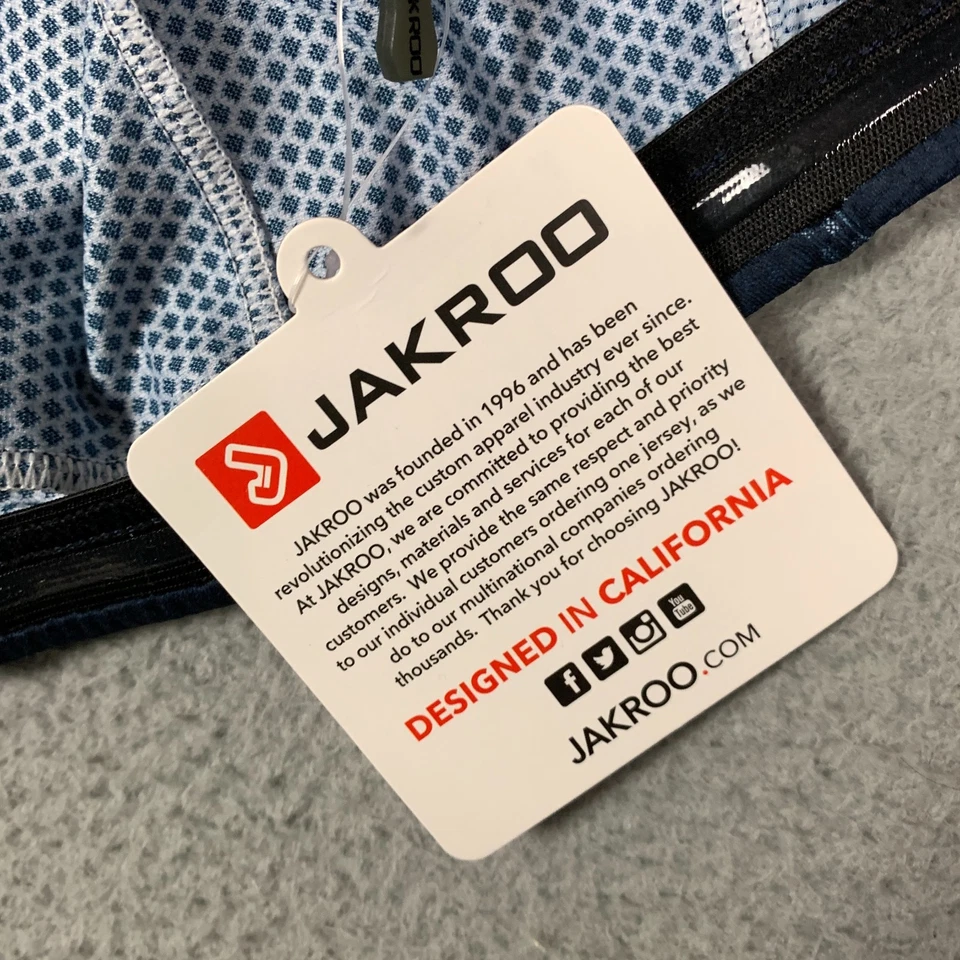 KROO
JAKROO
JAKROO was founded in 1996 and has been
revolutionizing the custom apparel industry ever since.
At JAKROO, we are committed to providing the best
designs, materials and services for each of our
customers. We provide the same respect and priority
to our individual customers ordering one jersey, as we
do to our multinational companies ordering
thousands. Thank you for choosing JAKROO!
DESIGNED IN CALIFORNIA
You
Tube
JAKROO.COM